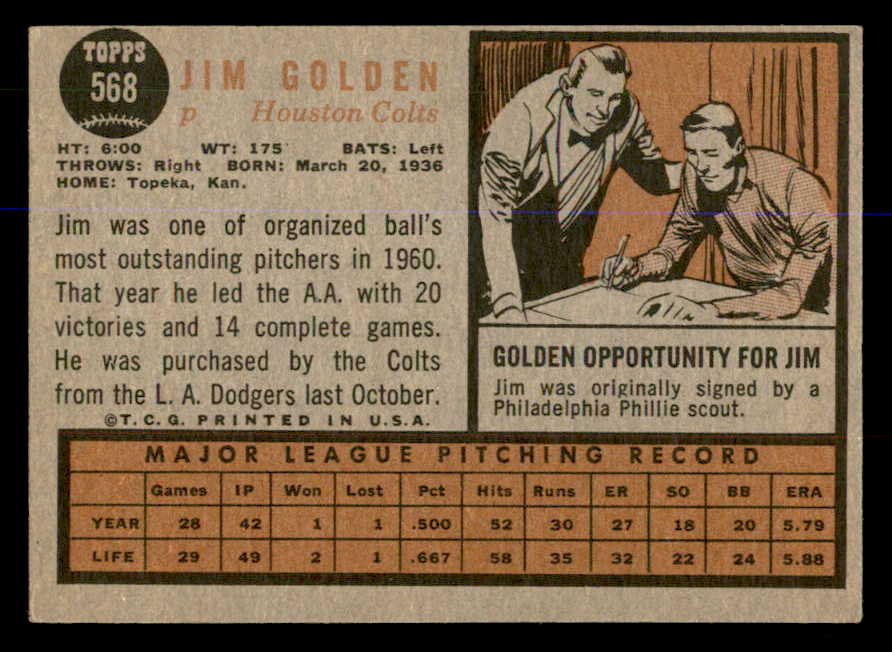 TOPPS
568
JIM GOLDEN
p Houston Colts
HT: 6:00 WT: 175 BATS: Left
THROWS: Right BORN: March 20, 1936
HOME: Topeka, Kan.
Jim was one of organized ball's
most outstanding pitchers in 1960.
That year he led the A.A. with 20
victories and 14 complete games.
He was purchased by the Colts
from the L. A. Dodgers last October.
©T.C.G. PRINTED IN U.S.A.
GOLDEN OPPORTUNITY FOR JIM
Jim was originally signed by a
Philadelphia Phillie scout.
MAJOR LEAGUE PITCHING RECORD
Games IP Won Lost Pct Hits Runs ER SO BB ERA
YEAR 28 42 1 1 .500 52 30 27 18 20 5.79
LIFE 29 49 2 1 .667 58 35 32 22 24 5.88